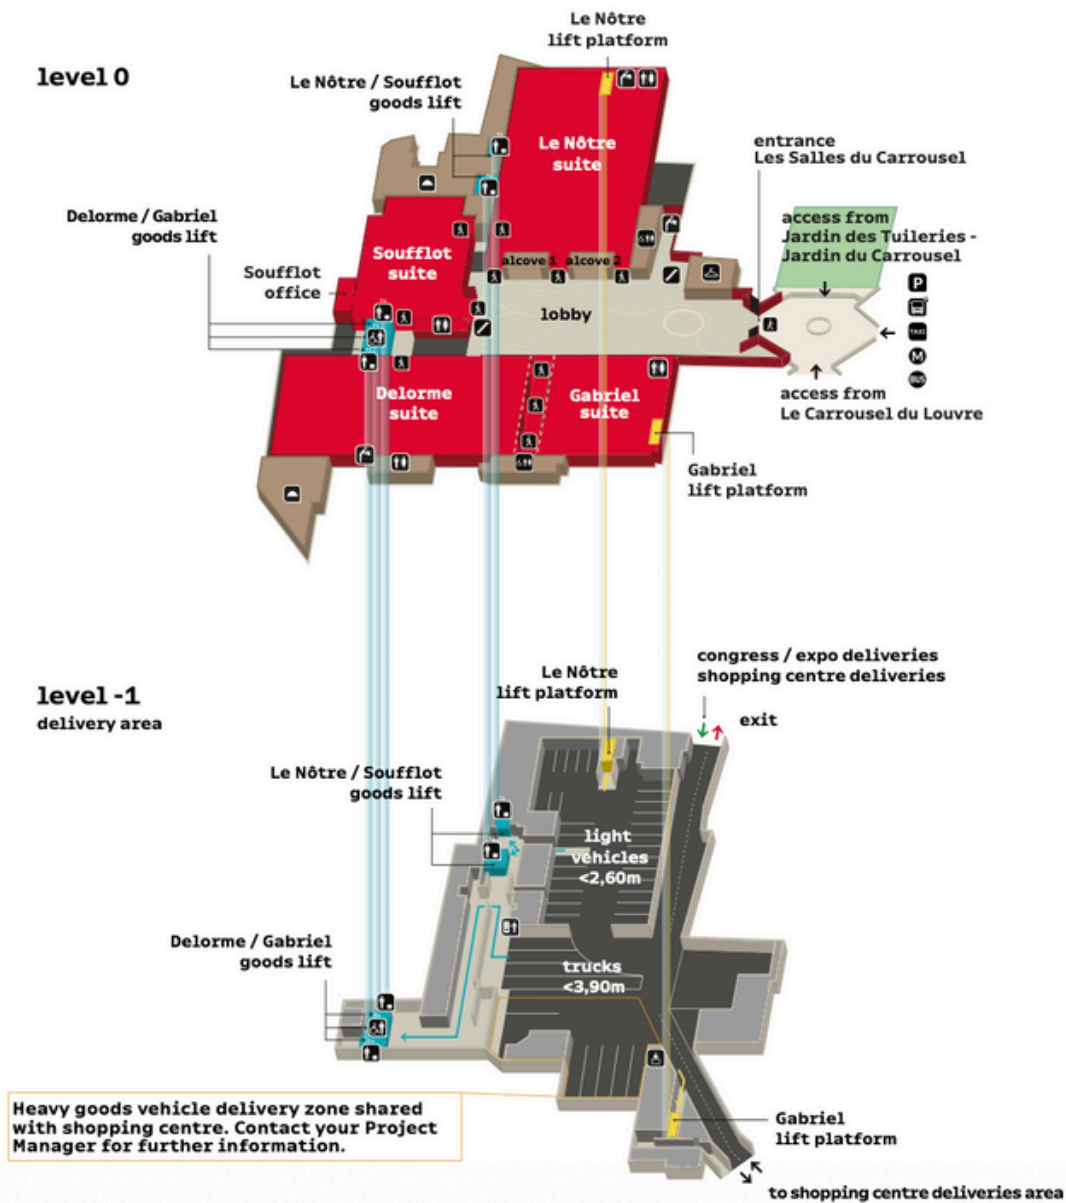 level 0
Le Nôtre
lift platform
Le Nôtre / Soufflot
goods lift
Le Nôtre
suite
entrance
Les Salles du Carrousel
Delorme / Gabriel
goods lift
access from
Jardin des Tuileries -
Jardin du Carrousel
Soufflot
suite
alcove 1
alcove 2
Soufflot
office
lobby
P
TAXI
M
BUS
Delorme
suite
Gabriel
suite
access from
Le Carrousel du Louvre
Gabriel
lift platform
level -1
delivery area
congress / expo deliveries
shopping centre deliveries
exit
Le Nôtre
lift platform
Le Nôtre / Soufflot
goods lift
light
vehicles
<2,60m
Delorme / Gabriel
goods lift
trucks
<3,90m
Heavy goods vehicle delivery zone shared
with shopping centre. Contact your Project
Manager for further information.
Gabriel
lift platform
to shopping centre deliveries area